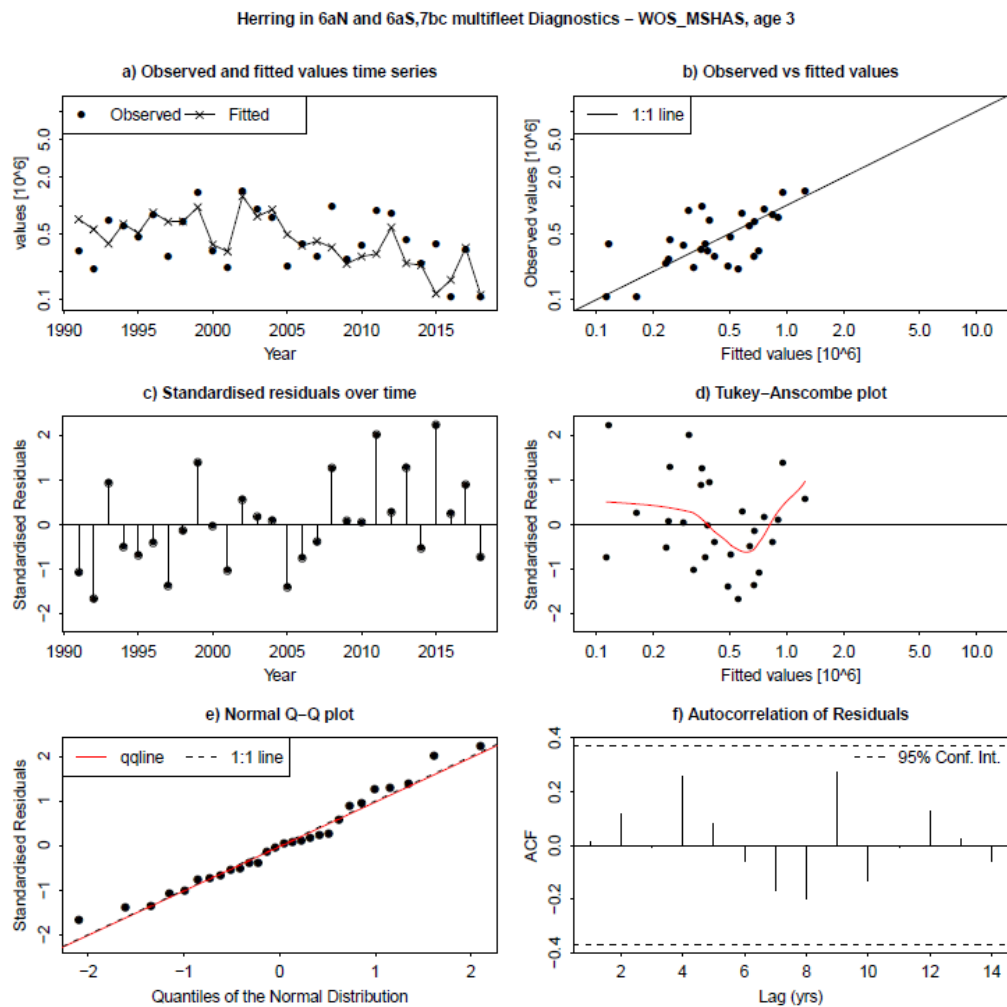 Herring in 6aN and 6aS,7bc multifleet Diagnostics – WOS_MSHAS, age 3
a) Observed and fitted values time series
values [10^6]
Observed Fitted
5.0
2.0
0.5
0.1
1990 1995 2000 2005 2010 2015
Year
b) Observed vs fitted values
Observed values [10^6]
1:1 line
5.0
2.0
0.5
0.1
0.1 0.2 0.5 1.0 2.0 5.0 10.0
Fitted values [10^6]
c) Standardised residuals over time
Standardised Residuals
2
1
0
−1
−2
1990 1995 2000 2005 2010 2015
Year
d) Tukey–Anscombe plot
Standardised Residuals
2
1
0
−1
−2
0.1 0.2 0.5 1.0 2.0 5.0 10.0
Fitted values [10^6]
e) Normal Q–Q plot
Standardised Residuals
qqline 1:1 line
2
1
0
−1
−2
−2 −1 0 1 2
Quantiles of the Normal Distribution
f) Autocorrelation of Residuals
ACF
95% Conf. Int.
0.4
0.2
0.0
−0.2
−0.4
2 4 6 8 10 12 14
Lag (yrs)